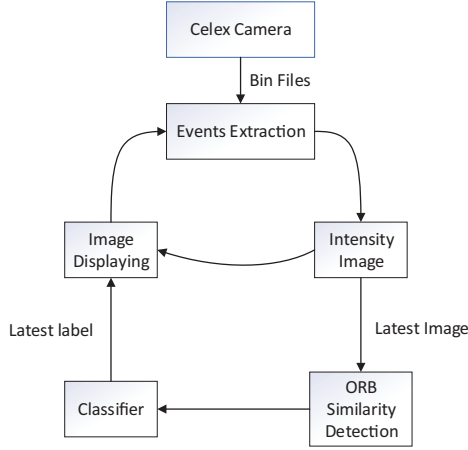 Celex Camera
Bin Files
Events Extraction
Image
Displaying
Intensity
Image
Latest label
Latest Image
Classifier
ORB
Similarity
Detection